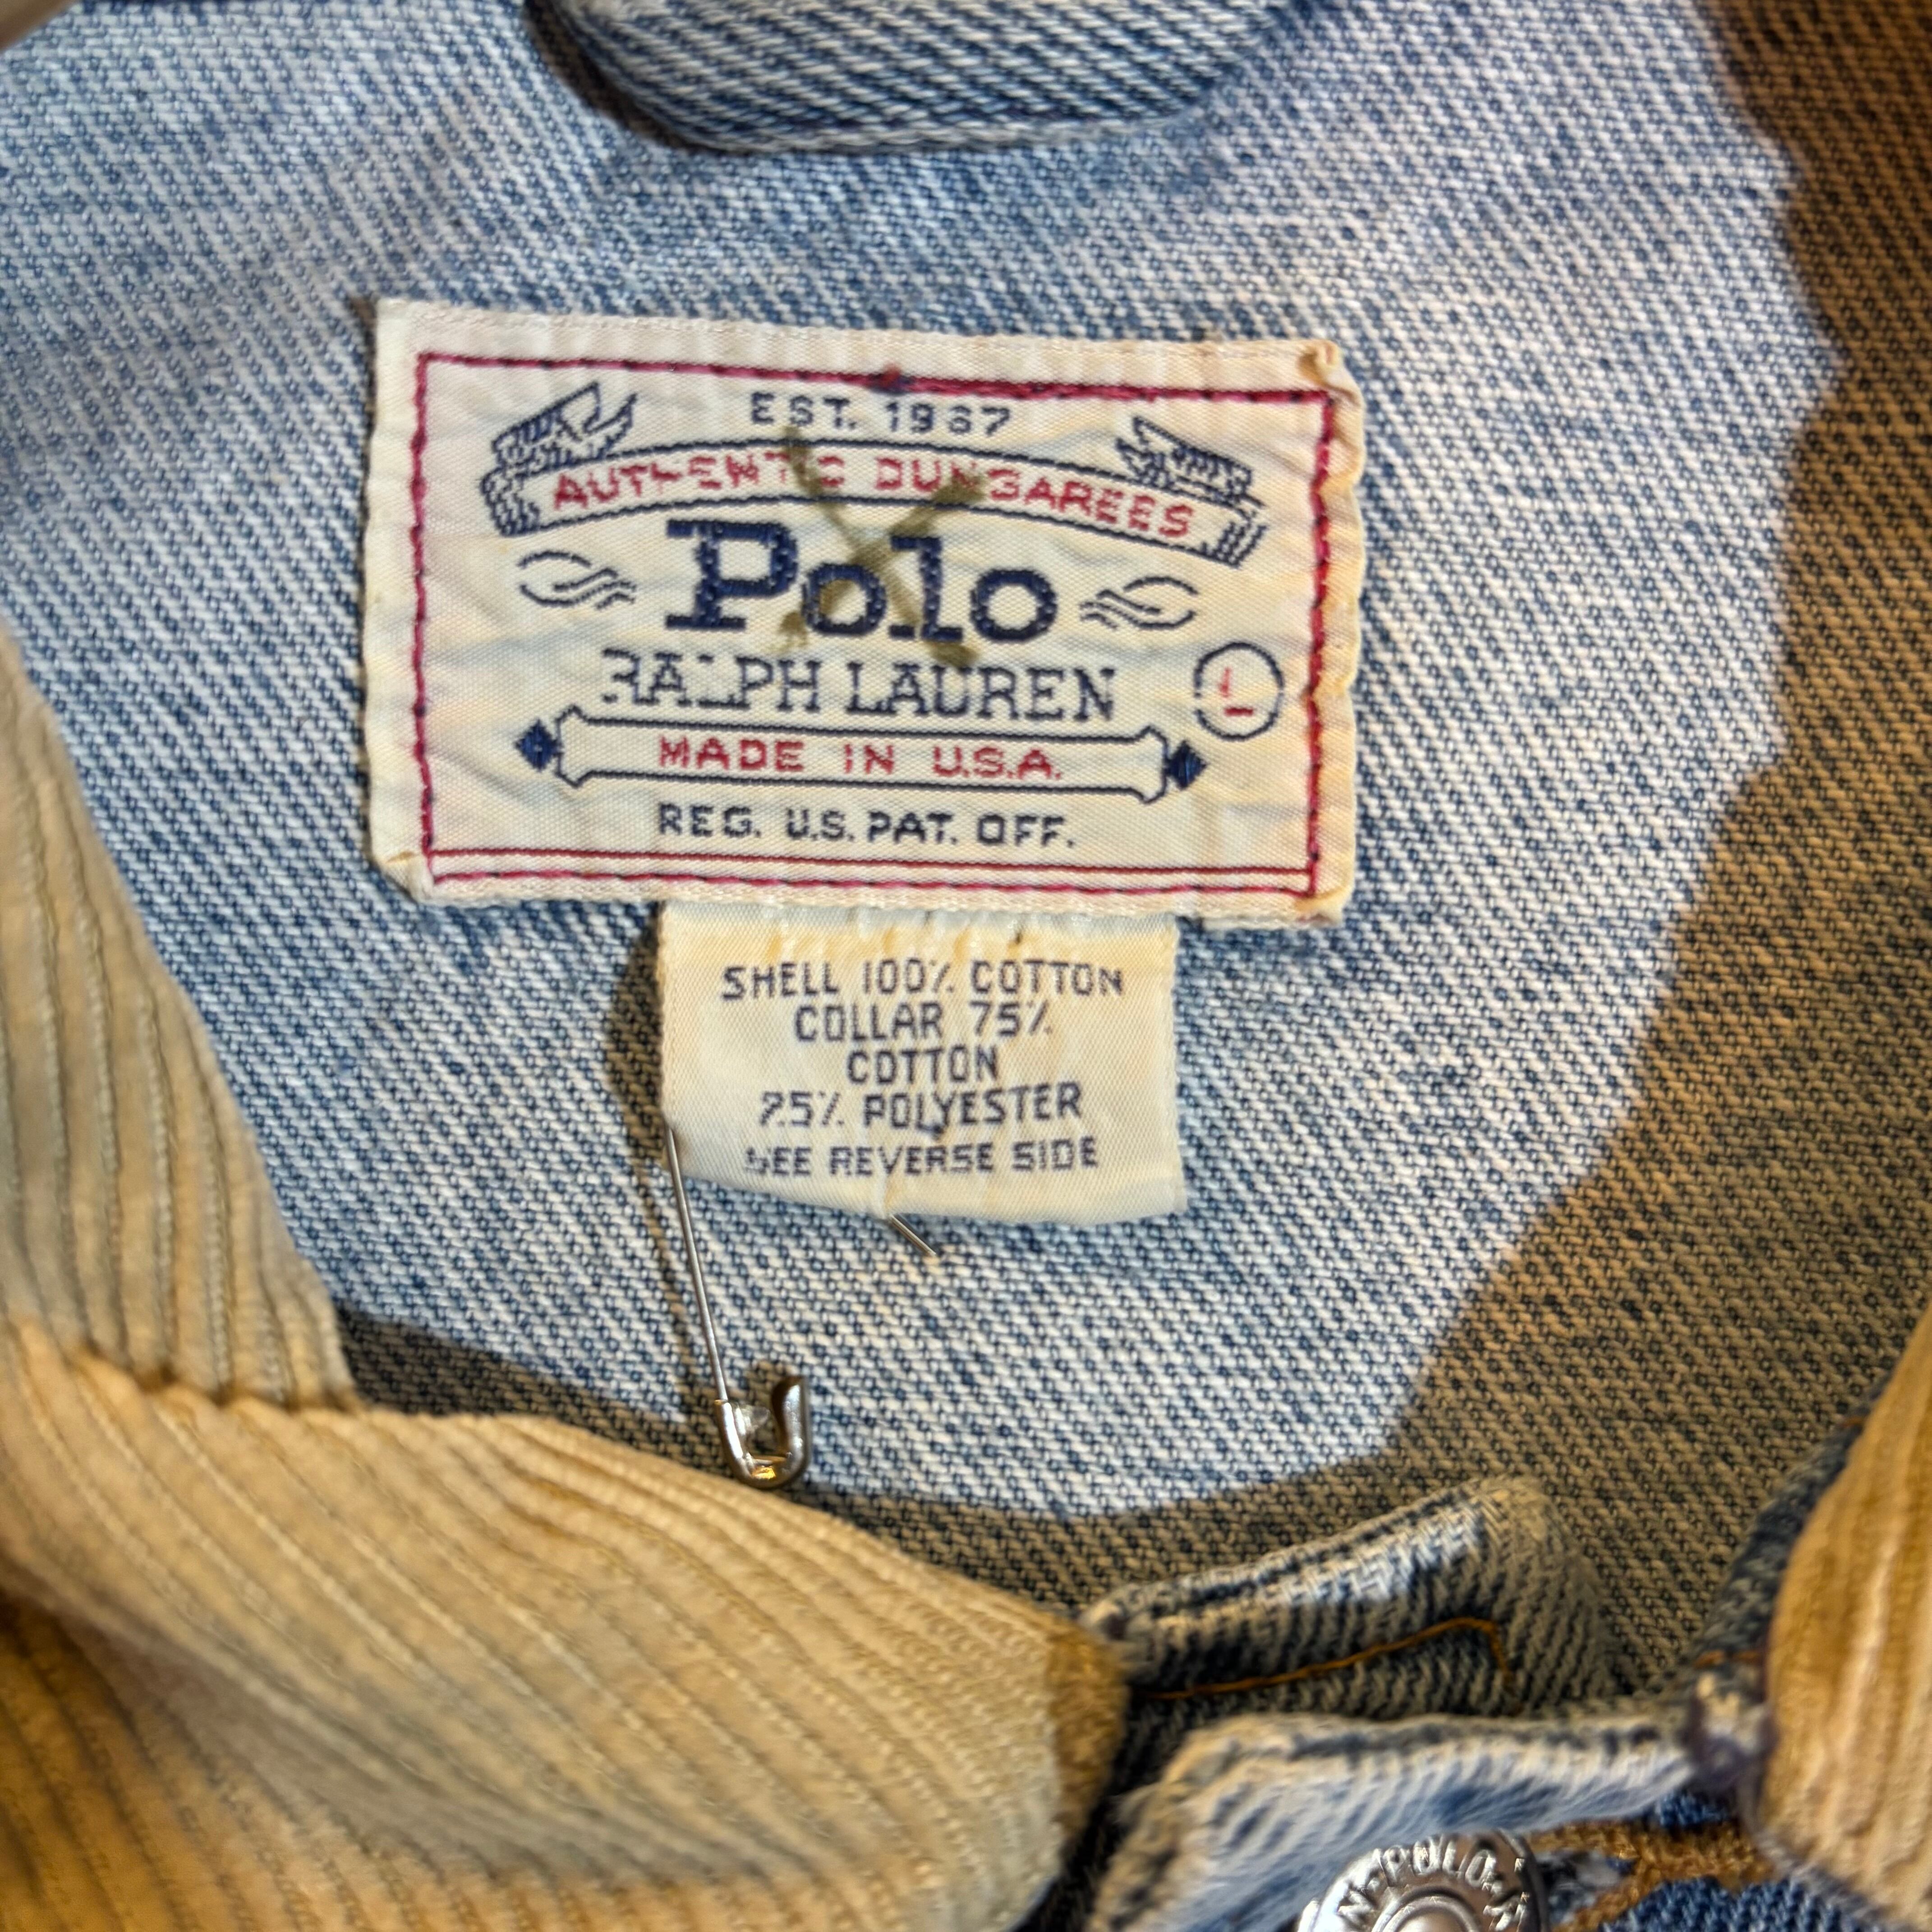 EST. 1967
AUTHENTIC DUNGAREES
Polo
RALPH LAUREN
L
MADE IN U.S.A.
REG. U.S. PAT. OFF.
SHELL 100% COTTON
COLLAR 75%
COTTON
25% POLYESTER
SEE REVERSE SIDE
POLO